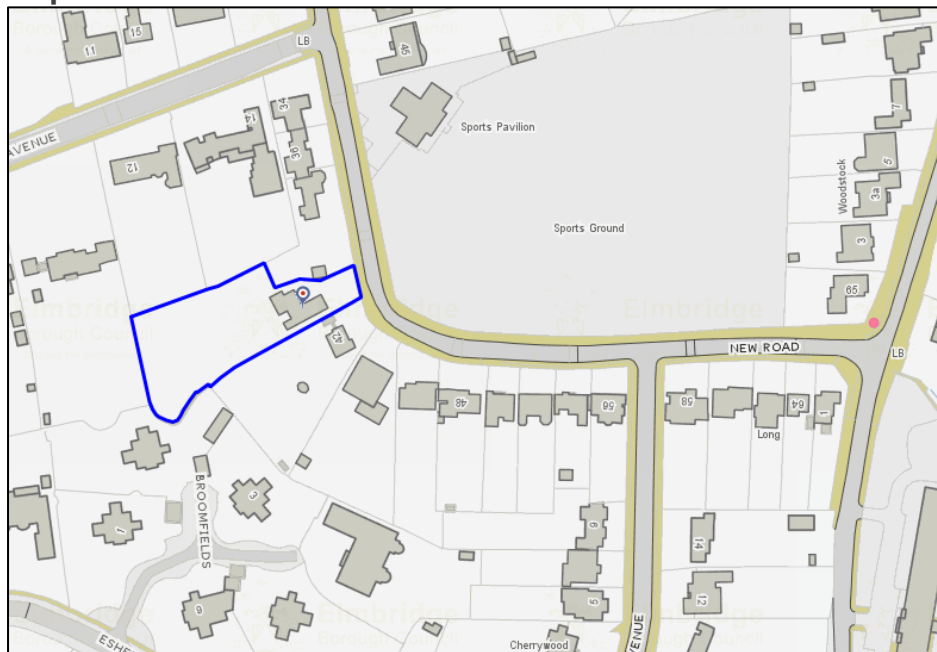 11
15
LB
45
AVENUE
12
14
34
36
Sports Pavilion
Sports Ground
7
5
Woodstock
3a
3
65
42
NEW ROAD
LB
48
56
58
64
1
Long
BROOMFIELDS
3
1
6
9
5
14
12
ESHE
Cherrywood
AVENUE
Elmbridge
Borough Council
Elmbridge
Borough Council